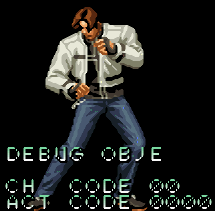 DEBUG OBJE
CH  CODE 00
ACT CODE 0000